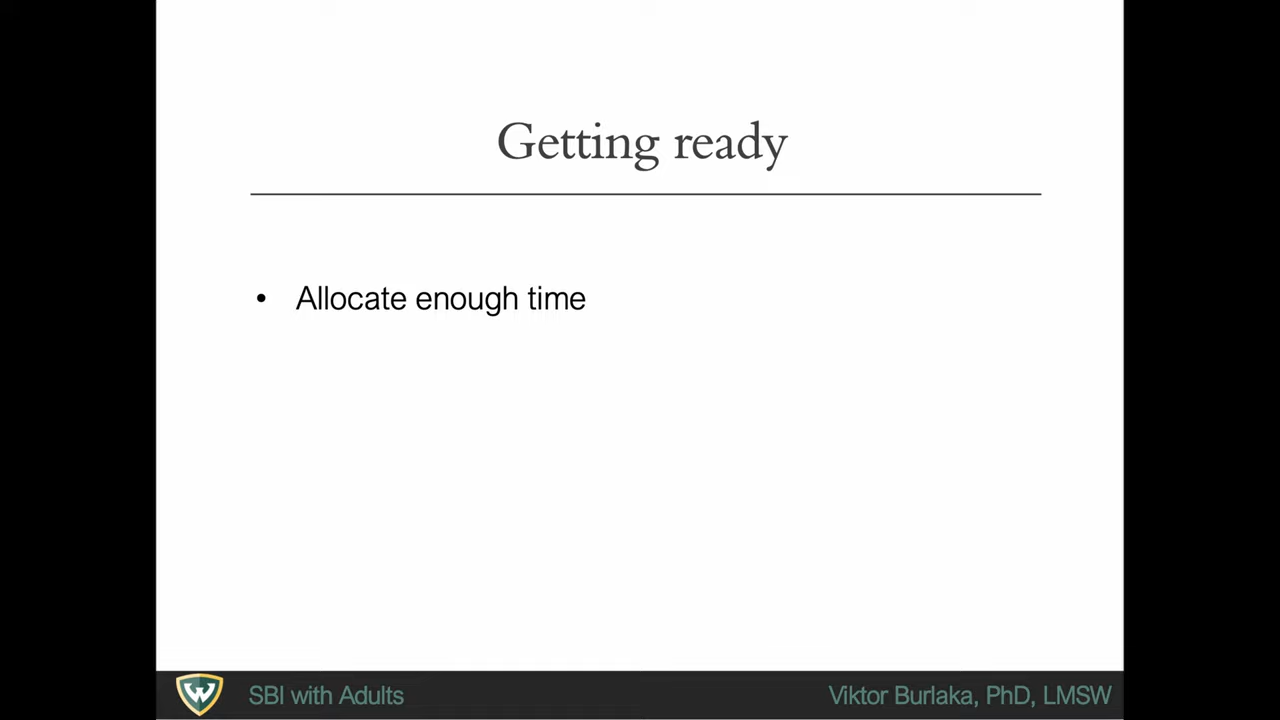 Getting ready
• Allocate enough time
W
SBI with Adults
Viktor Burlaka, PhD, LMSW